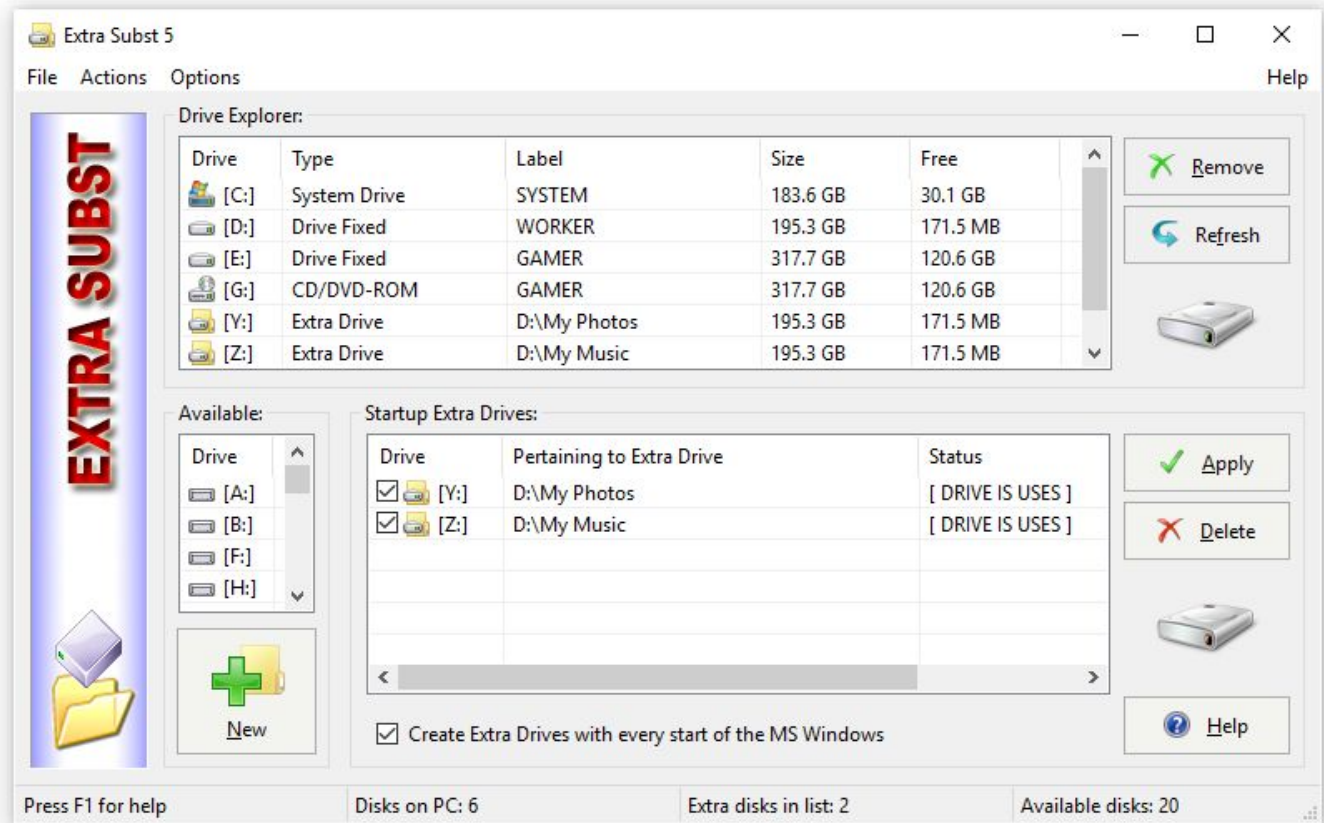 Extra Subst 5
File Actions Options Help
EXTRA SUBST
Drive Explorer:
Drive Type Label Size Free
[C:] System Drive SYSTEM 183.6 GB 30.1 GB
[D:] Drive Fixed WORKER 195.3 GB 171.5 MB
[E:] Drive Fixed GAMER 317.7 GB 120.6 GB
[G:] CD/DVD-ROM GAMER 317.7 GB 120.6 GB
[Y:] Extra Drive D:\My Photos 195.3 GB 171.5 MB
[Z:] Extra Drive D:\My Music 195.3 GB 171.5 MB
Remove
Refresh
Available:
Drive
[A:]
[B:]
[F:]
[H:]
New
Startup Extra Drives:
Drive Pertaining to Extra Drive Status
[Y:] D:\My Photos [ DRIVE IS USES ]
[Z:] D:\My Music [ DRIVE IS USES ]
Create Extra Drives with every start of the MS Windows
Apply
Delete
Help
Press F1 for help Disks on PC: 6 Extra disks in list: 2 Available disks: 20